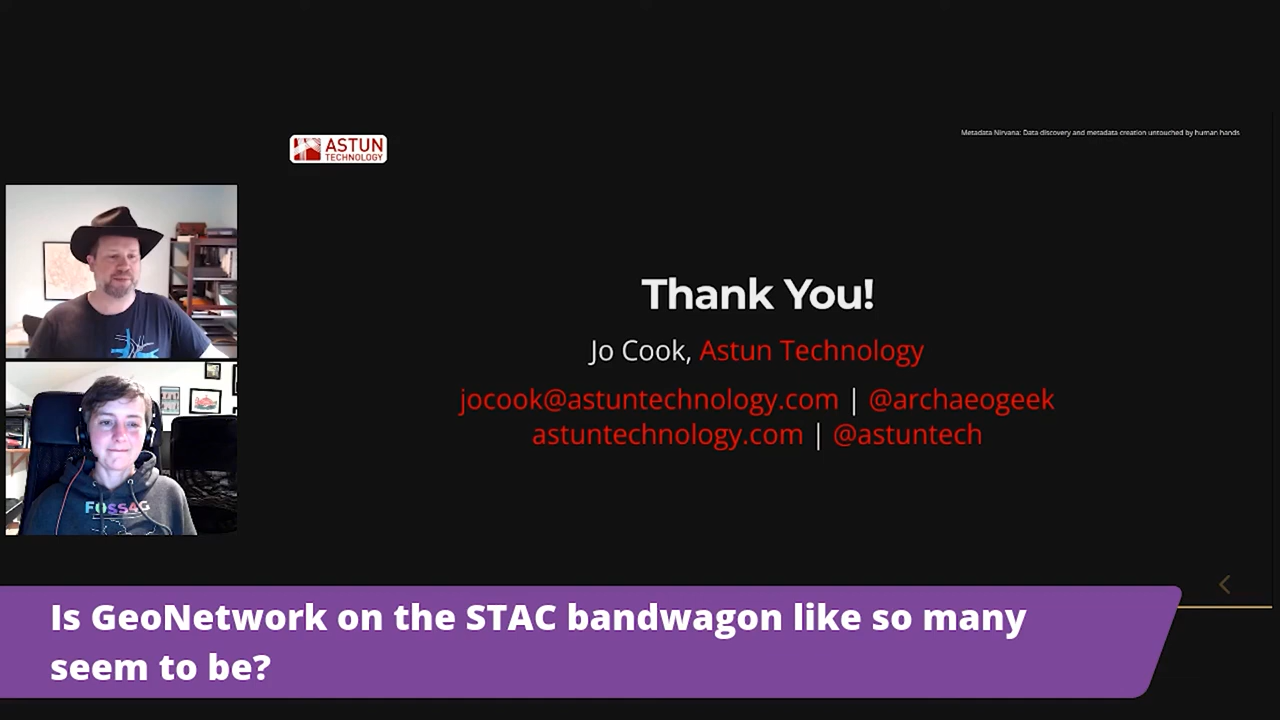 ASTUN
TECHNOLOGY
Metadata Nirvana: Data discovery and metadata creation untouched by human hands
Thank You!
Jo Cook, Astun Technology
jocook@astuntechnology.com | @archaeogeek
astuntechnology.com | @astuntech
FOSS4G
Is GeoNetwork on the STAC bandwagon like so many
seem to be?